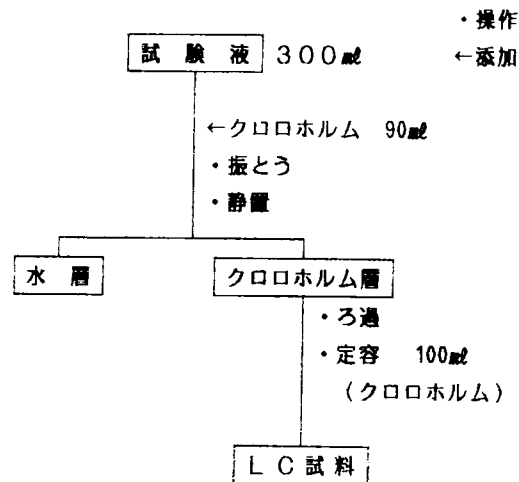 ・操作
試験液 300ml
←添加
←クロロホルム 90ml
・振とう
・静置
水層
クロロホルム層
・ろ過
・定容 100ml
(クロロホルム)
LC試料